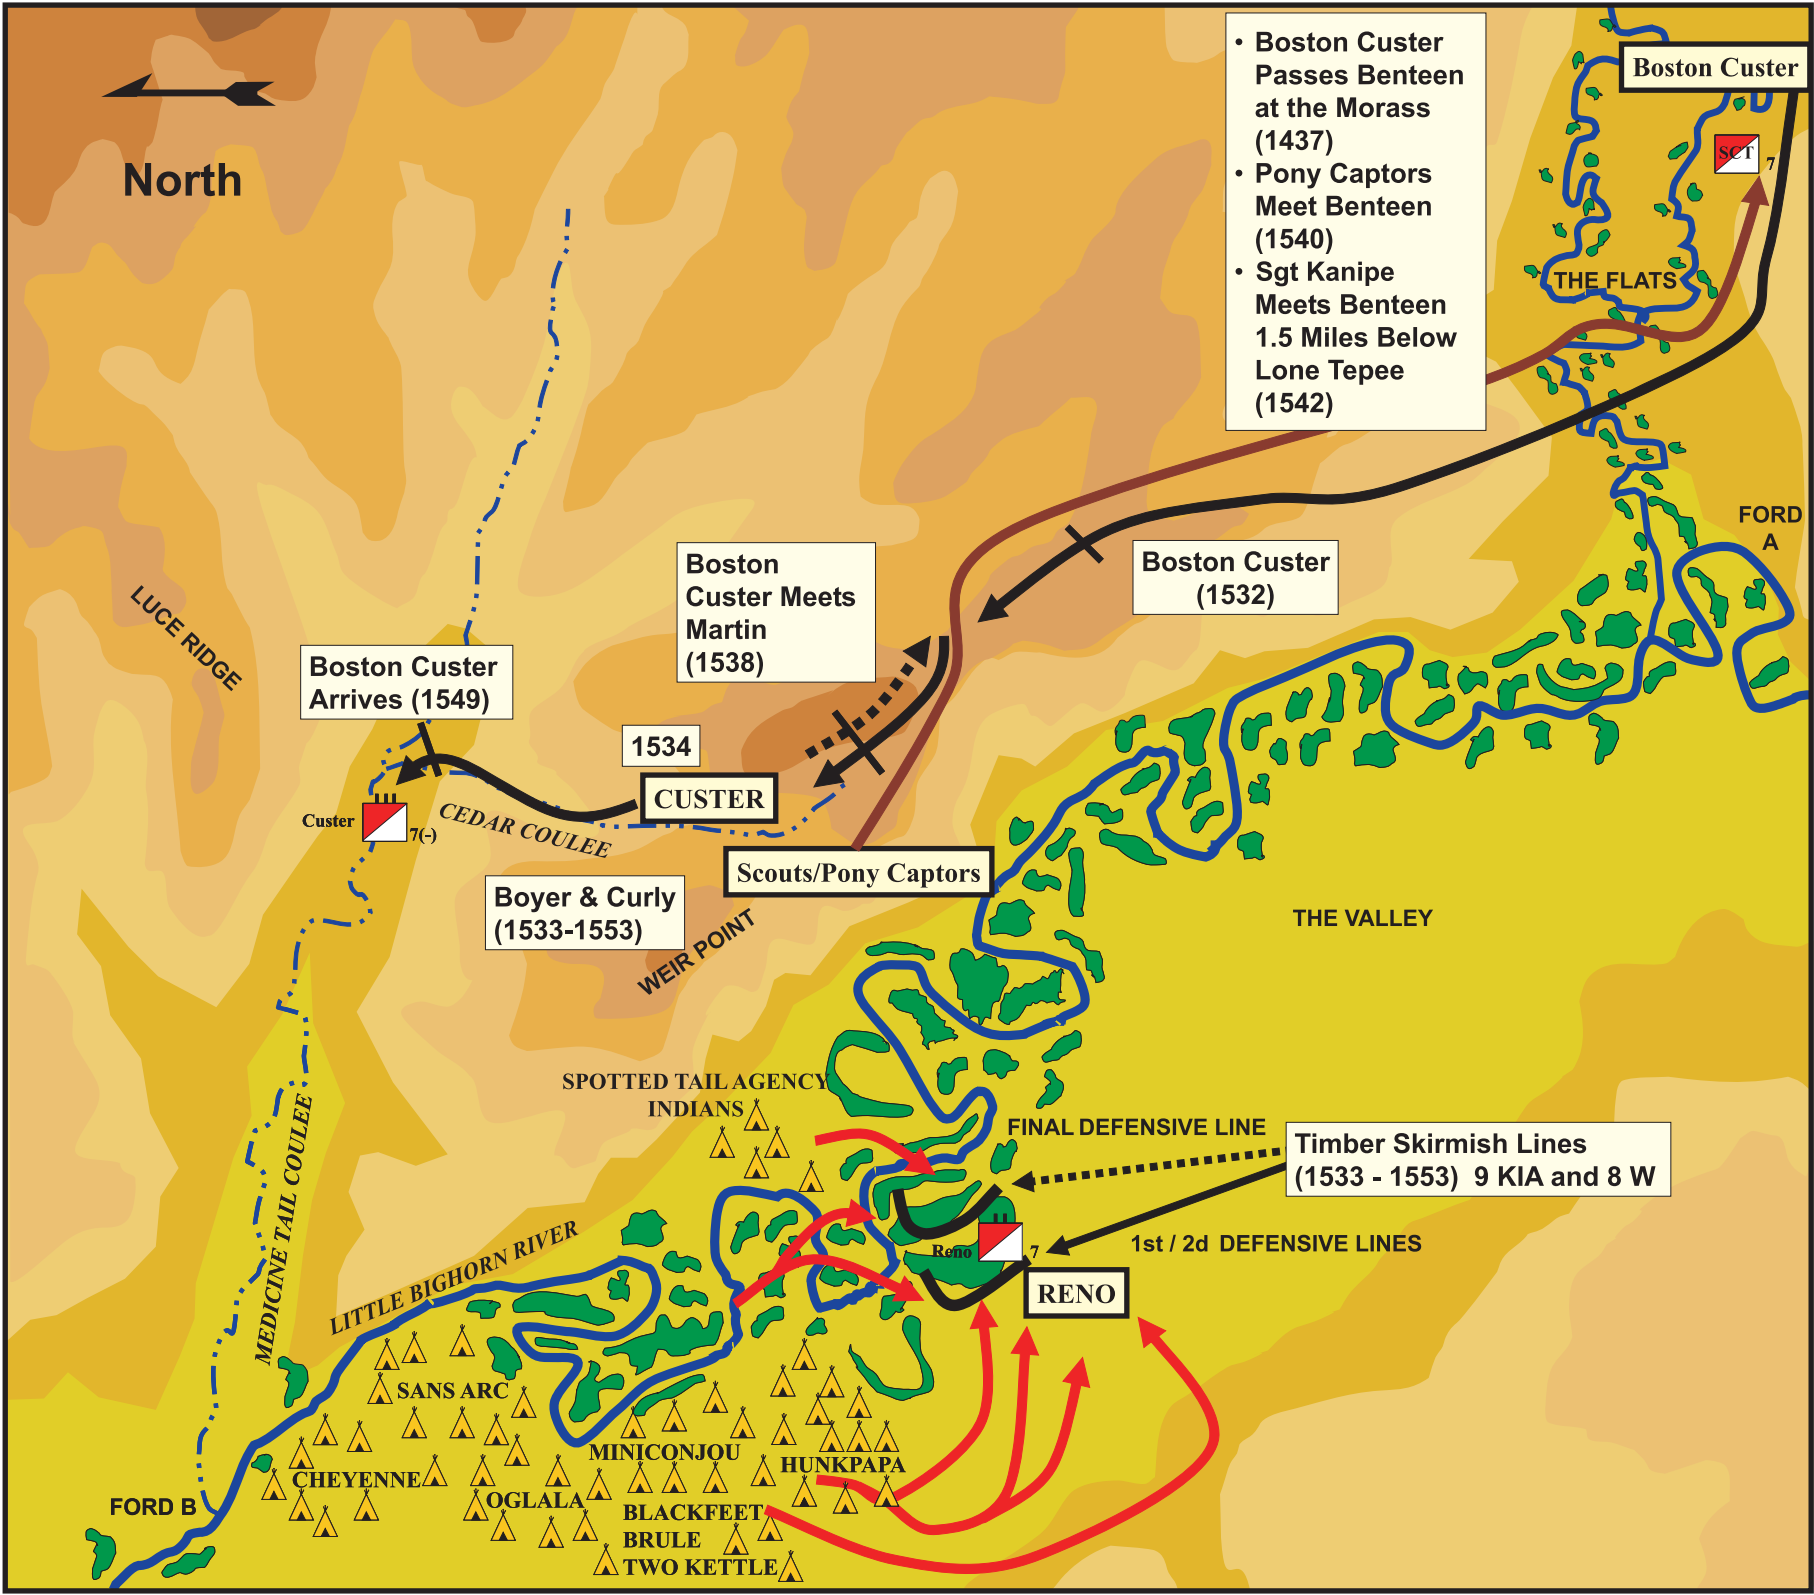 • Boston Custer
Passes Benteen
at the Morass
(1437)
• Pony Captors
Meet Benteen
(1540)
• Sgt Kanipe
Meets Benteen
1.5 Miles Below
Lone Tepee
(1542)
Boston Custer
SCT
7
North
THE FLATS
FORD
A
Boston
Custer Meets
Martin
(1538)
Boston Custer
(1532)
LUCE RIDGE
Boston Custer
Arrives (1549)
1534
CUSTER
Custer
7(-)
CEDAR COULEE
Scouts/Pony Captors
Boyer & Curly
(1533-1553)
WEIR POINT
THE VALLEY
SPOTTED TAIL AGENCY
INDIANS
FINAL DEFENSIVE LINE
Timber Skirmish Lines
(1533 - 1553) 9 KIA and 8 W
MEDICINE TAIL COULEE
LITTLE BIGHORN RIVER
Reno
7
1st / 2d DEFENSIVE LINES
RENO
SANS ARC
MINICONJOU
HUNKPAPA
CHEYENNE
OGLALA
FORD B
BLACKFEET
BRULE
TWO KETTLE